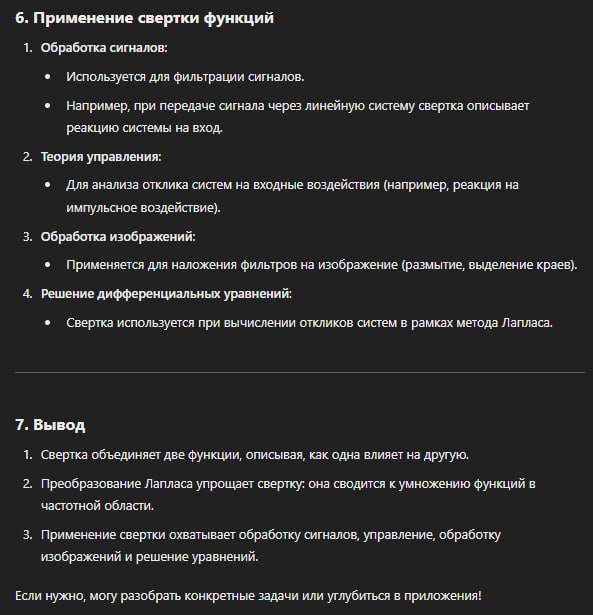 6. Применение свертки функций
1. Обработка сигналов:
• Используется для фильтрации сигналов.
• Например, при передаче сигнала через линейную систему свертка описывает
реакцию системы на вход.
2. Теория управления:
• Для анализа отклика систем на входные воздействия (например, реакция на
импульсное воздействие).
3. Обработка изображений:
• Применяется для наложения фильтров на изображение (размытие, выделение краев).
4. Решение дифференциальных уравнений:
• Свертка используется при вычислении откликов систем в рамках метода Лапласа.
7. Вывод
1. Свертка объединяет две функции, описывая, как одна влияет на другую.
2. Преобразование Лапласа упрощает свертку: она сводится к умножению функций в
частотной области.
3. Применение свертки охватывает обработку сигналов, управление, обработку
изображений и решение уравнений.
Если нужно, могу разобрать конкретные задачи или углубиться в приложения!